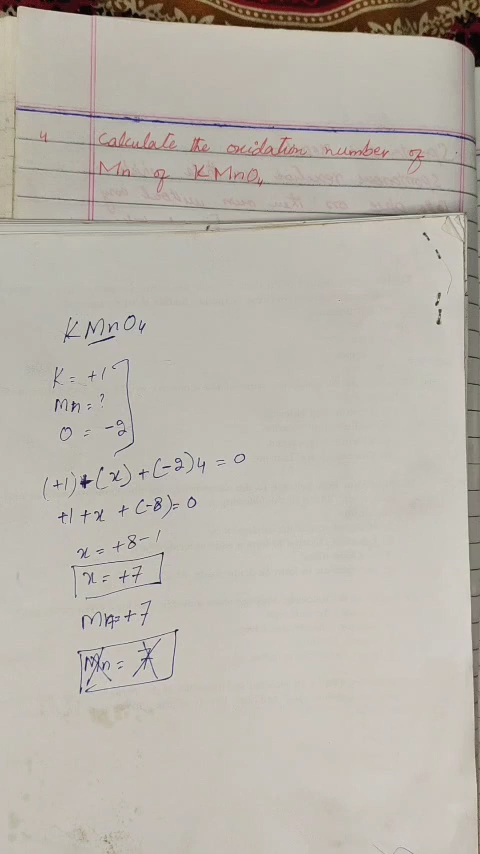 4 Calculate the oxidation number of
Mn of KMnO4
KMnO4
K = +1
Mn = ?
O = -2
(+1) + (x) + (-2)4 = 0
+1 + x + (-8) = 0
x = +8 - 1
x = +7
Mn = +7
Mn = 7